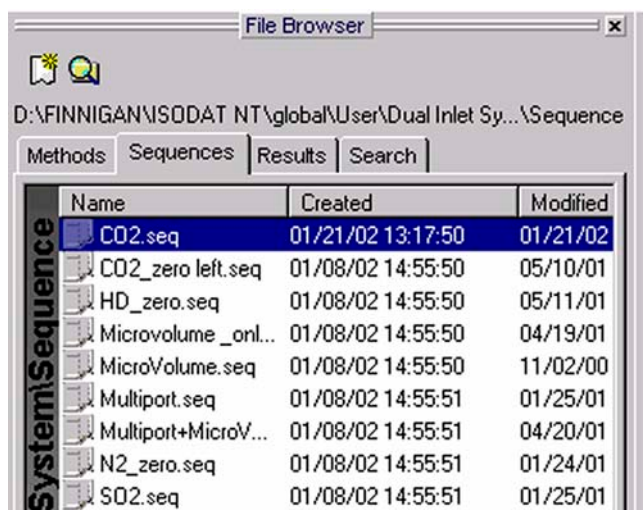 File Browser
D:\FINNIGAN\ISODAT NT\global\User\Dual Inlet Sy...\Sequence
Methods Sequences Results Search
Name Created Modified
CO2.seq 01/21/02 13:17:50 01/21/02
CO2_zero left.seq 01/08/02 14:55:50 05/10/01
HD_zero.seq 01/08/02 14:55:50 05/11/01
Microvolume _onl... 01/08/02 14:55:50 04/19/01
MicroVolume.seq 01/08/02 14:55:50 11/02/00
Multiport.seq 01/08/02 14:55:51 01/25/01
Multiport+MicroV... 01/08/02 14:55:51 04/20/01
N2_zero.seq 01/08/02 14:55:51 01/24/01
SO2.seq 01/08/02 14:55:51 01/25/01
System\Sequence